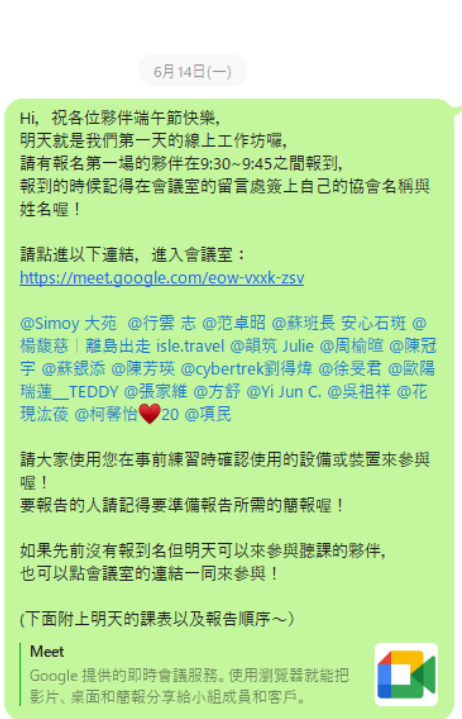 6月14日(一)
Hi, 祝各位夥伴端午節快樂,
明天就是我們第一天的線上工作坊囉,
請有報名第一場的夥伴在9:30~9:45之間報到,
報到的時候記得在會議室的留言處簽上自己的協會名稱與
姓名喔！
請點進以下連結, 進入會議室：
https://meet.google.com/eow-vxxk-zsv
@Simoy 大苑 @行雲 志 @范卓昭 @蘇班長 安心石斑 @
楊馥慈｜離島出走 isle.travel @韻筑 Julie @周榆暄 @陳冠
宇 @蘇銀添 @陳芳瑛 @cybertrek劉得煒 @徐旻君 @歐陽
瑞蓮__TEDDY @張家維 @方舒 @Yi Jun C. @吳祖祥 @花
現汯蓤 @柯馨怡❤20 @項民
請大家使用您在事前練習時確認使用的設備或裝置來參與
喔！
要報告的人請記得要準備報告所需的簡報喔！
如果先前沒有報到名但明天可以來參與聽課的夥伴,
也可以點會議室的連結一同來參與！
(下面附上明天的課表以及報告順序～)
Meet
Google 提供的即時會議服務。使用瀏覽器就能把
影片、桌面和簡報分享給小組成員和客戶。